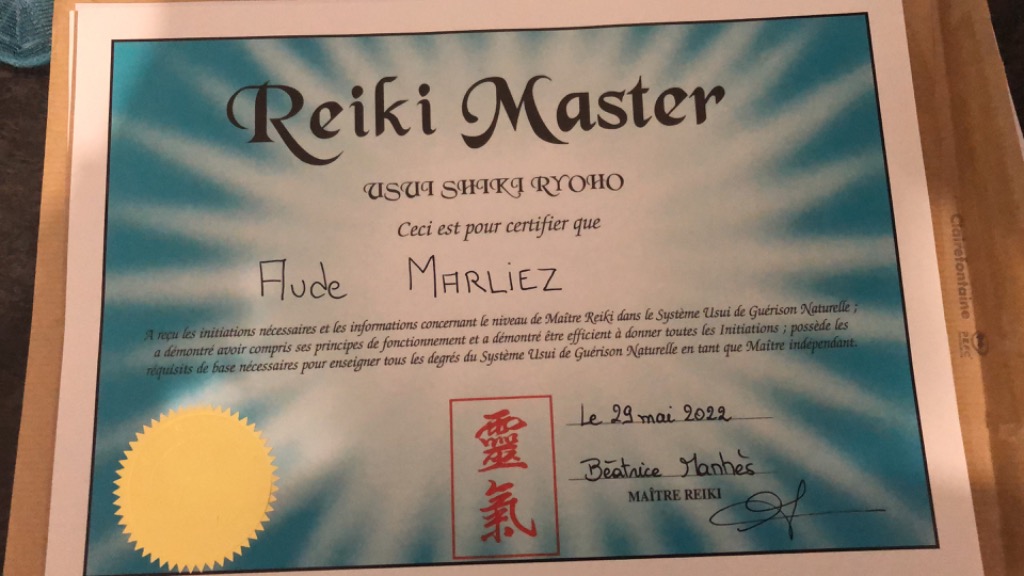 Reiki Master
USUI SHIKI RYOHO
Ceci est pour certifier que
Aude MARLIEZ
A reçu les initiations nécessaires et les informations concernant le niveau de Maître Reiki dans le Système Usui de Guérison Naturelle ;
a démontré avoir compris ses principes de fonctionnement et a démontré être efficient à donner toutes les Initiations ; possède les
réquisits de base nécessaires pour enseigner tous les degrés du Système Usui de Guérison Naturelle en tant que Maître indépendant.
靈
氣
Le 29 mai 2022
Béatrice Manhès
MAÎTRE REIKI
Clairefontaine
PEFC